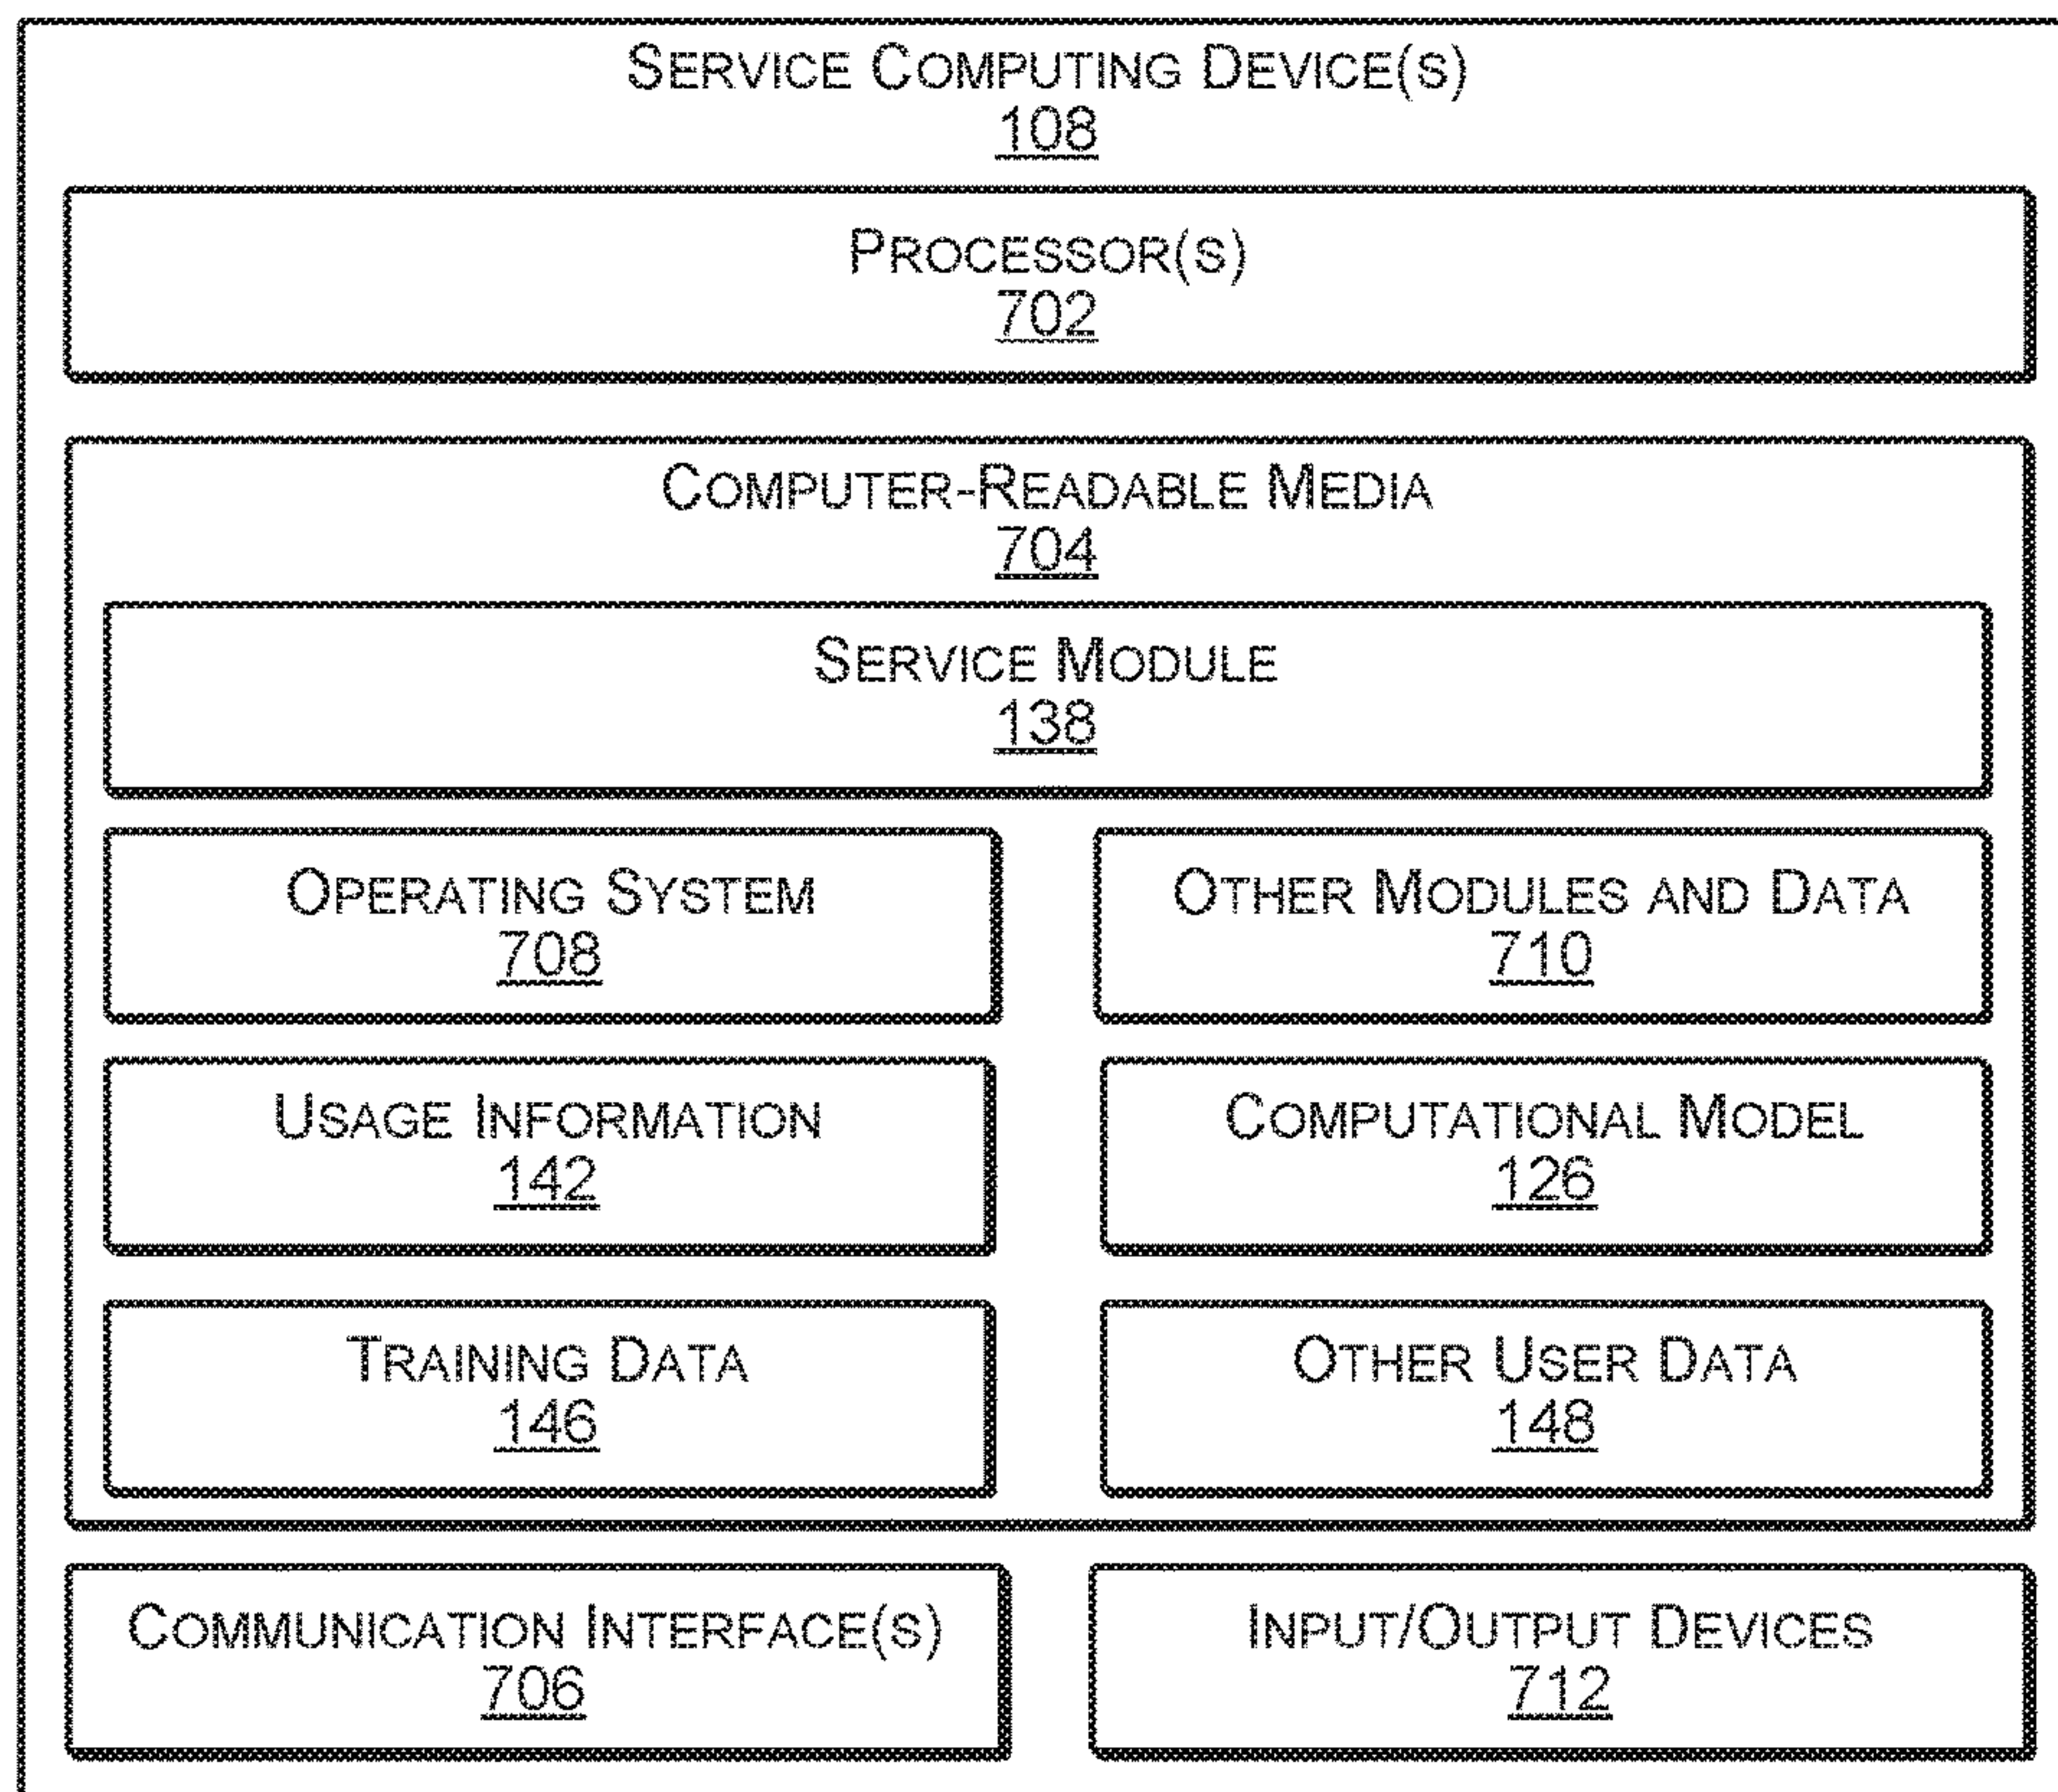 SERVICE COMPUTING DEVICE(S)
108
PROCESSOR(S)
702
COMPUTER-READABLE MEDIA
704
SERVICE MODULE
138
OPERATING SYSTEM
708
OTHER MODULES AND DATA
710
USAGE INFORMATION
142
COMPUTATIONAL MODEL
126
TRAINING DATA
146
OTHER USER DATA
148
COMMUNICATION INTERFACE(S)
706
INPUT/OUTPUT DEVICES
712